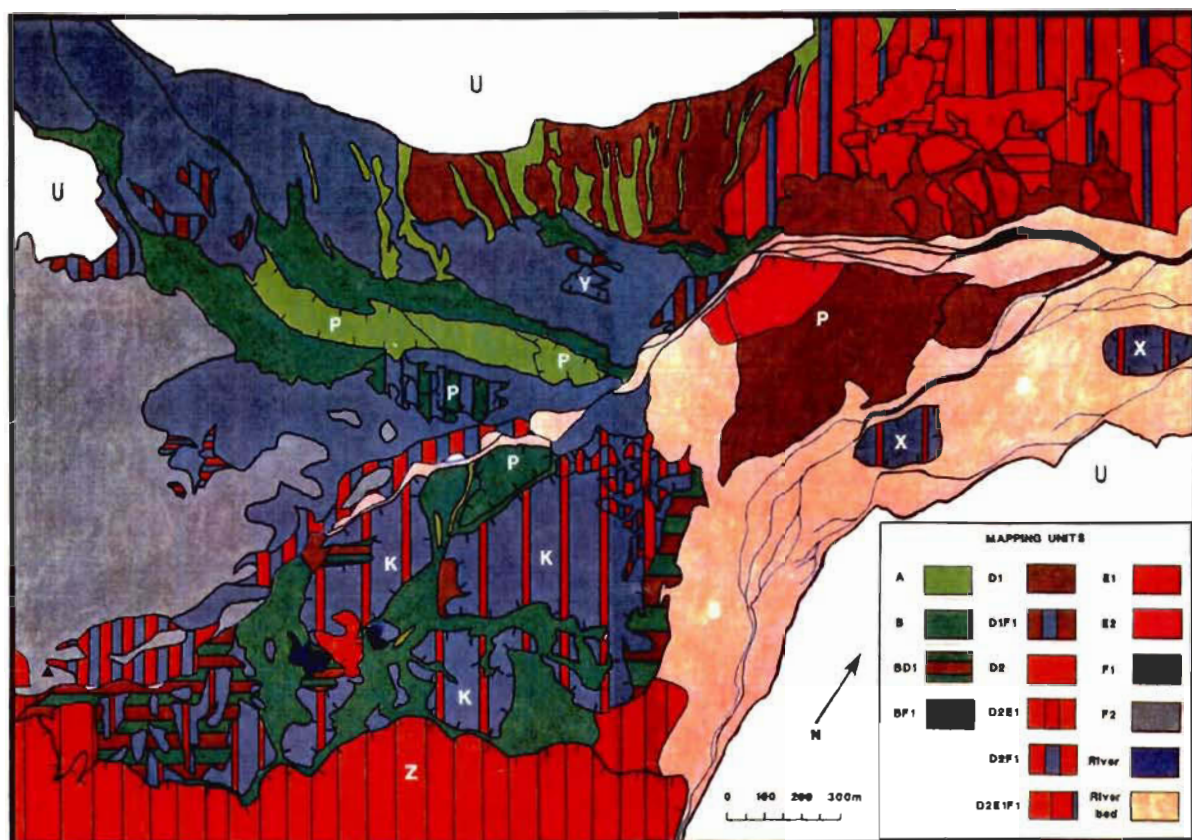 U
U
Y
P
P
P
P
P
X
X
U
K
K
K
Z
N
0 100 200 300m
MAPPING UNITS
A D1 E1
B D1F1 E2
BD1 D2 F1
BF1 D2E1 F2
D2F1 River
D2E1F1 River bed